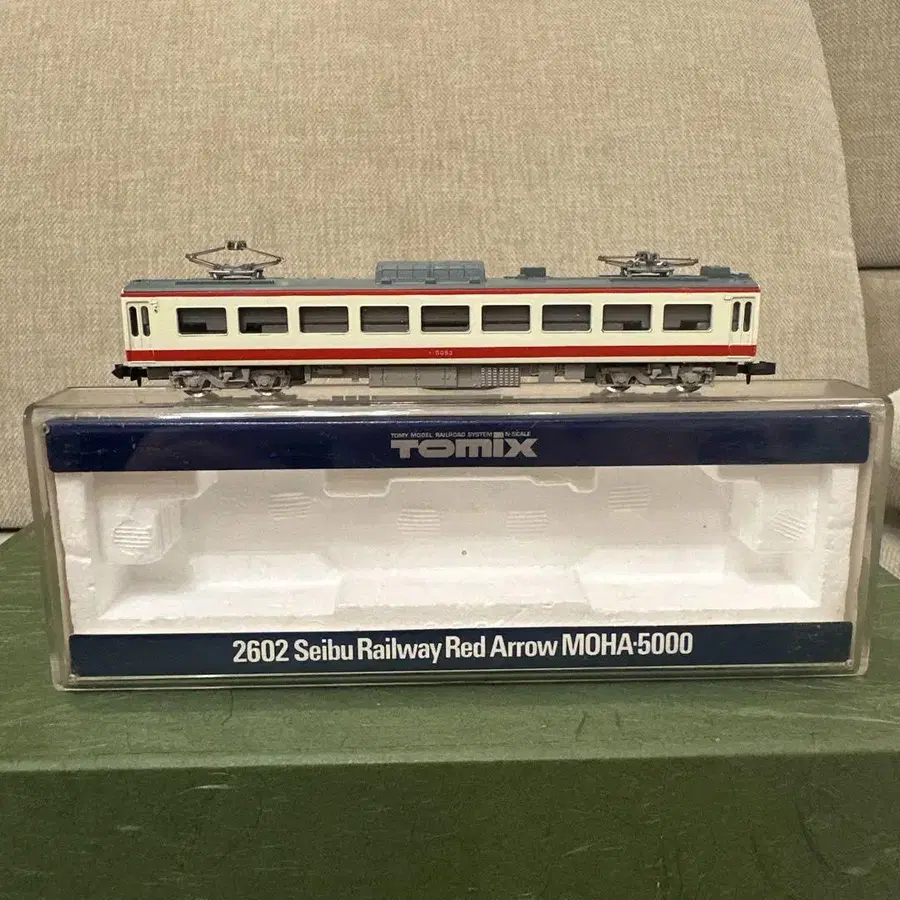 TOMY MODEL RAILROAD SYSTEM N-SCALE
TOMIX
2602 Seibu Railway Red Arrow MOHA·5000